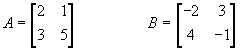 A = [2 1; 3 5] B = [-2 3; 4 -1]